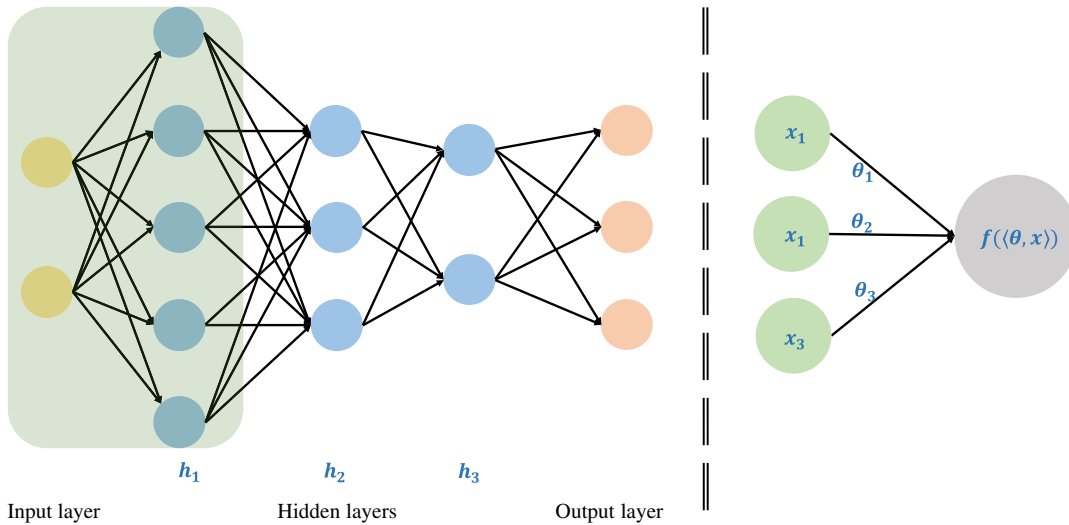 h₁
h₂
h₃
Input layer
Hidden layers
Output layer
x₁
θ₁
x₁
θ₂
x₃
θ₃
f(⟨θ, x⟩)